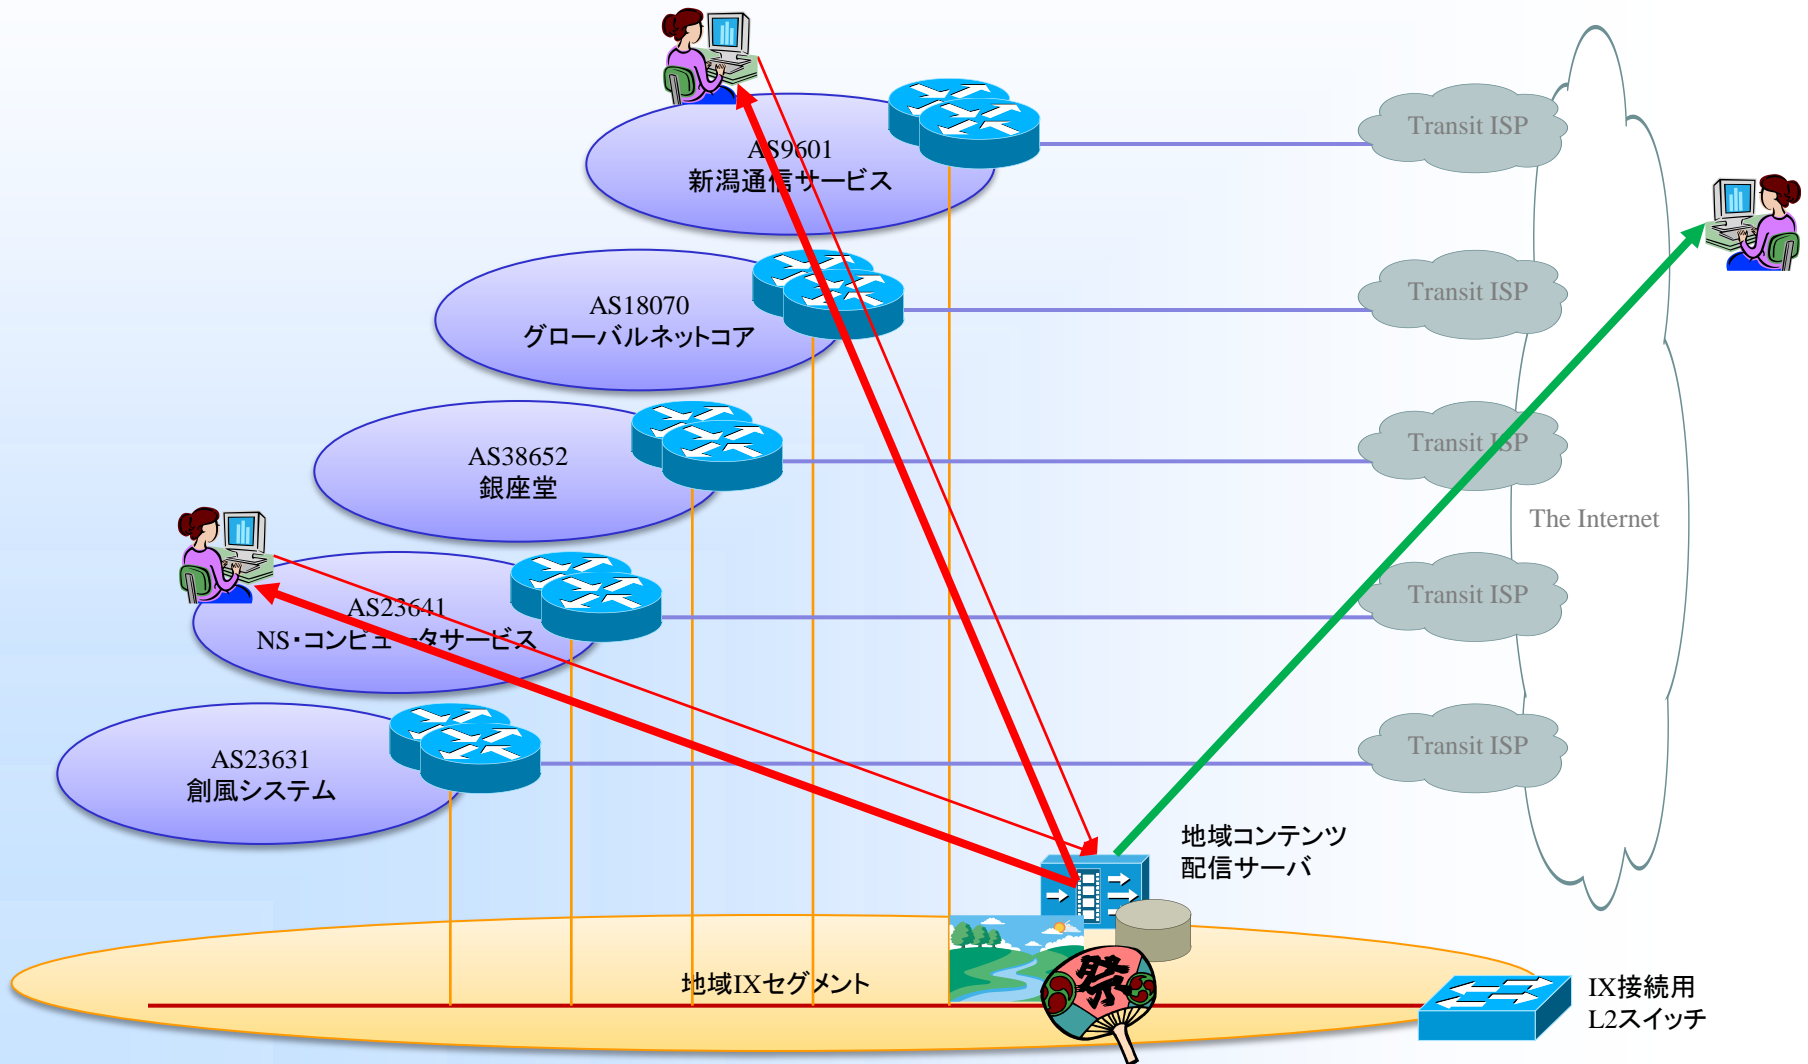 AS9601
新潟通信サービス
Transit ISP
AS18070
グローバルネットコア
Transit ISP
AS38652
銀座堂
Transit ISP
The Internet
AS23641
NS・コンピュータサービス
Transit ISP
AS23631
創風システム
Transit ISP
地域コンテンツ
配信サーバ
地域IXセグメント
祭
IX接続用
L2スイッチ